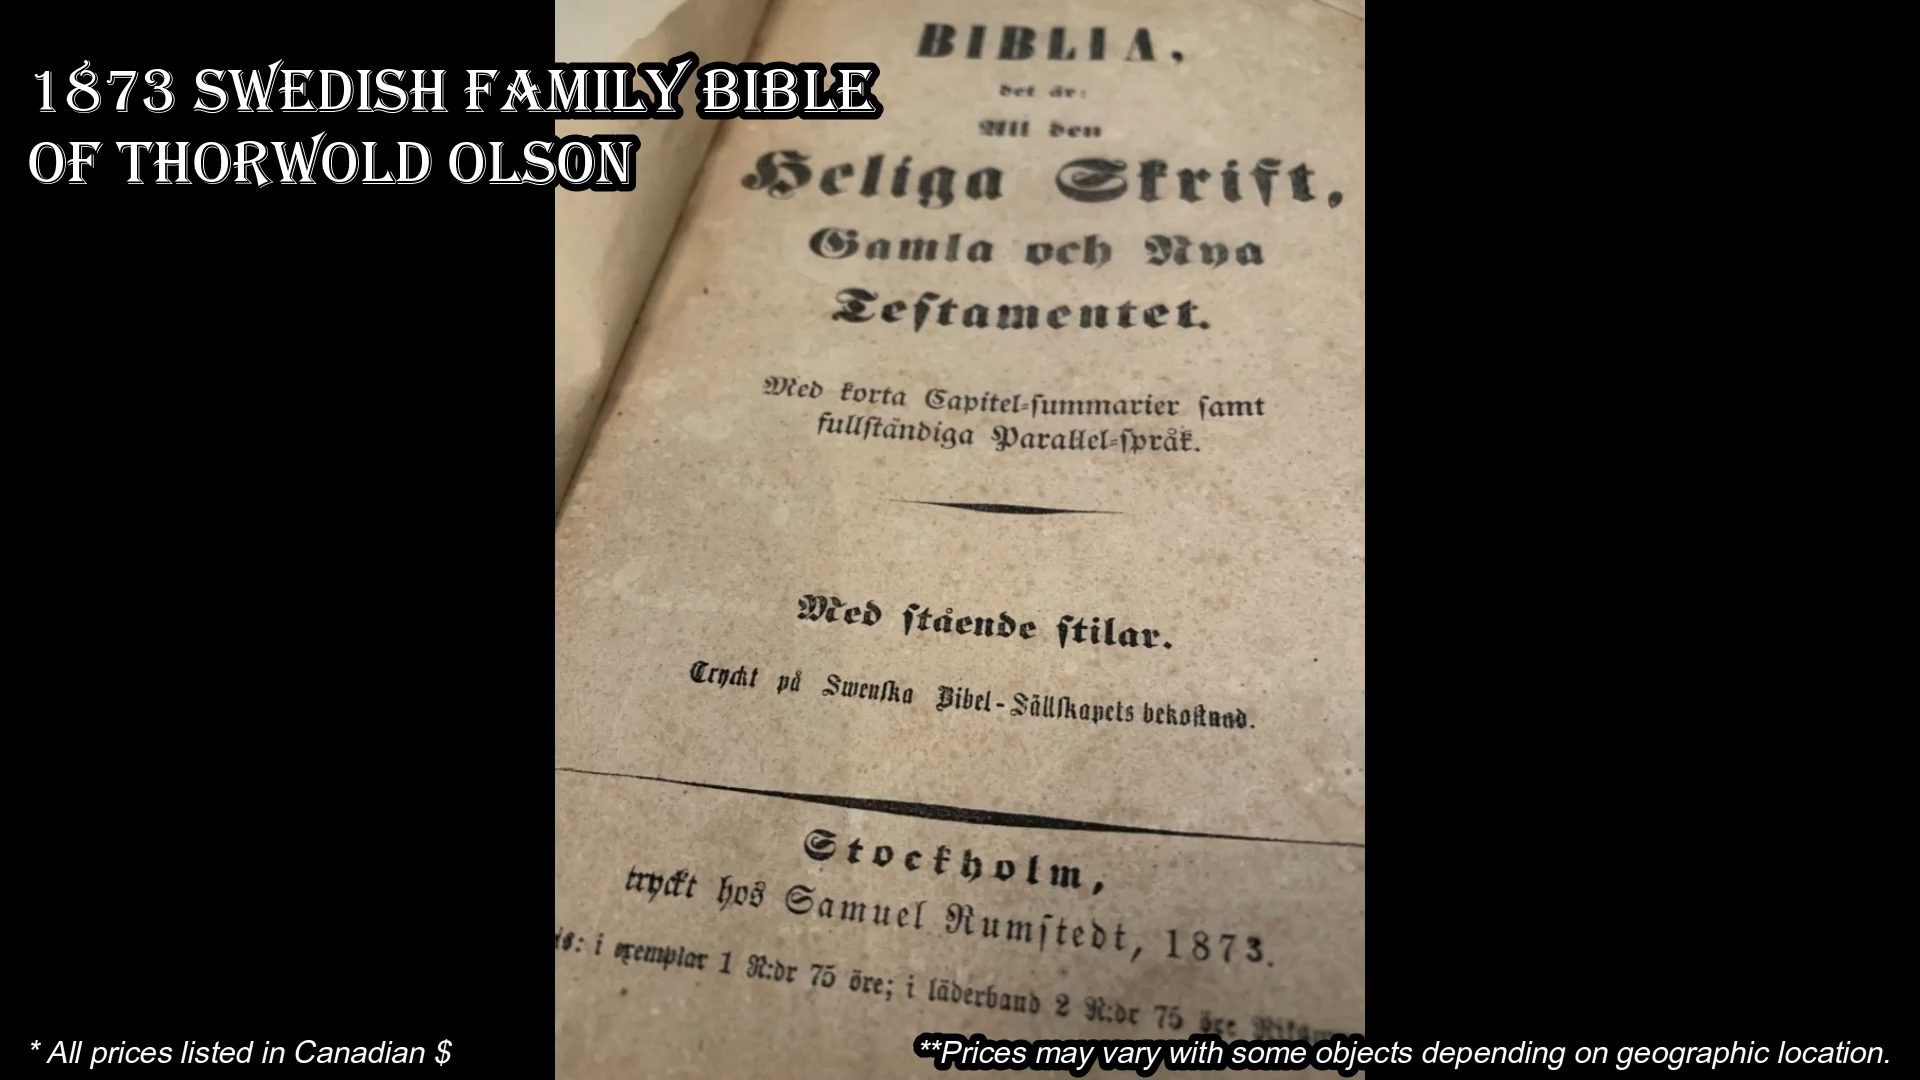 1873 SWEDISH FAMILY BIBLE
OF THORWOLD OLSON
BIBLIA,
det är:
All den
Heliga Skrift,
Gamla och Nya
Testamentet.
Med korta Capitel-summarier samt
fullständiga Parallel-språk.
Med stående stilar.
Tryckt på Swenska Bibel-Sällskapets bekostnad.
Stockholm,
tryckt hos Samuel Rumstedt, 1873.
i exemplar 1 R:dr 75 öre; i läderband 2 R:dr 75 öre
* All prices listed in Canadian $
**Prices may vary with some objects depending on geographic location.